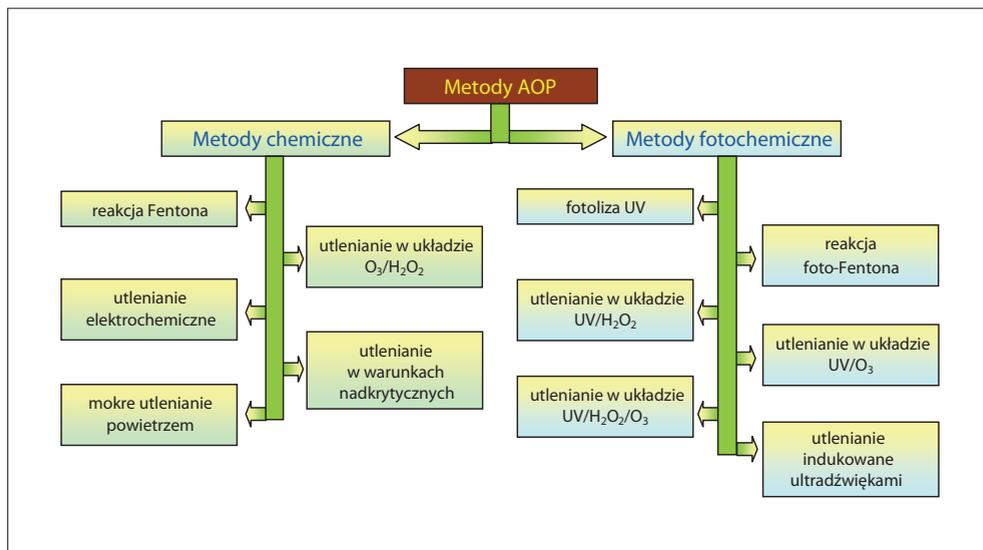 Metody AOP
Metody chemiczne
reakcja Fentona
utlenianie w układzie
O₃/H₂O₂
utlenianie
elektrochemiczne
utlenianie
w warunkach
nadkrytycznych
mokre utlenianie
powietrzem
Metody fotochemiczne
fotoliza UV
reakcja
foto-Fentona
utlenianie w układzie
UV/H₂O₂
utlenianie w układzie
UV/O₃
utlenianie w układzie
UV/H₂O₂/O₃
utlenianie
indukowane
ultradźwiękami